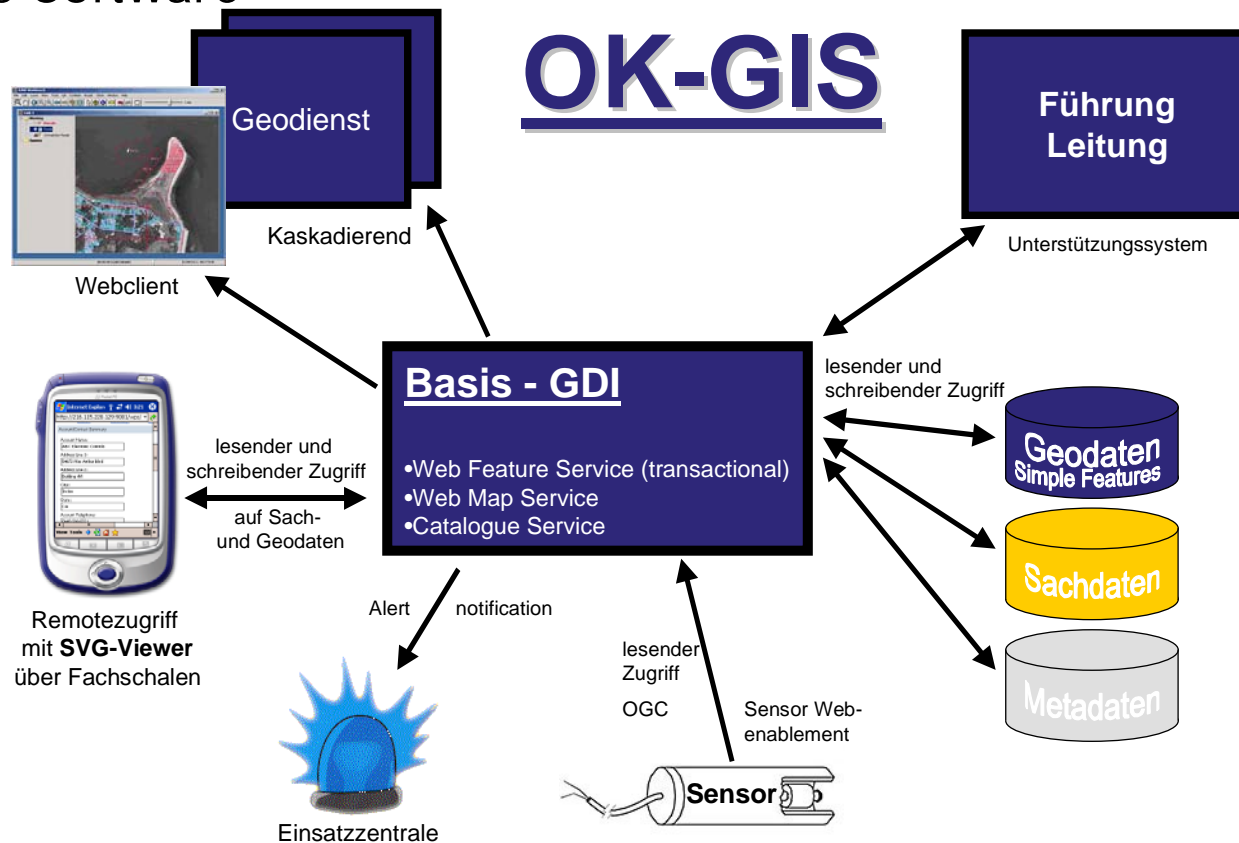 OK-GIS
Geodienst
Führung
Leitung
Kaskadierend
Unterstützungssystem
Webclient
Basis - GDI
•Web Feature Service (transactional)
•Web Map Service
•Catalogue Service
lesender und
schreibender Zugriff
Geodaten
Simple Features
Sachdaten
Metadaten
lesender und
schreibender Zugriff
auf Sach-
und Geodaten
Remotezugriff
mit SVG-Viewer
über Fachschalen
Alert notification
Einsatzzentrale
lesender
Zugriff
OGC
Sensor Web-
enablement
Sensor